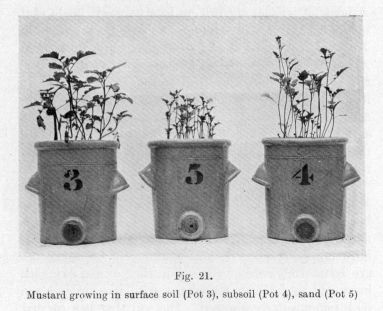 3 5 4
Fig. 21.
Mustard growing in surface soil (Pot 3), subsoil (Pot 4), sand (Pot 5)